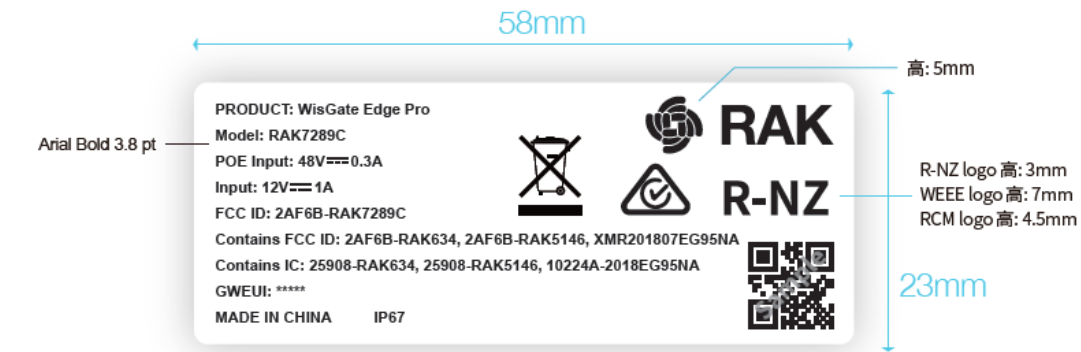 58mm
高: 5mm
PRODUCT: WisGate Edge Pro
RAK
Arial Bold 3.8 pt
Model: RAK7289C
POE Input: 48V⎓0.3A
Input: 12V⎓1A
R-NZ
R-NZ logo 高: 3mm
WEEE logo 高: 7mm
RCM logo 高: 4.5mm
FCC ID: 2AF6B-RAK7289C
Contains FCC ID: 2AF6B-RAK634, 2AF6B-RAK5146, XMR201807EG95NA
Contains IC: 25908-RAK634, 25908-RAK5146, 10224A-2018EG95NA
GWEUI: *****
MADE IN CHINA IP67
Sample
23mm